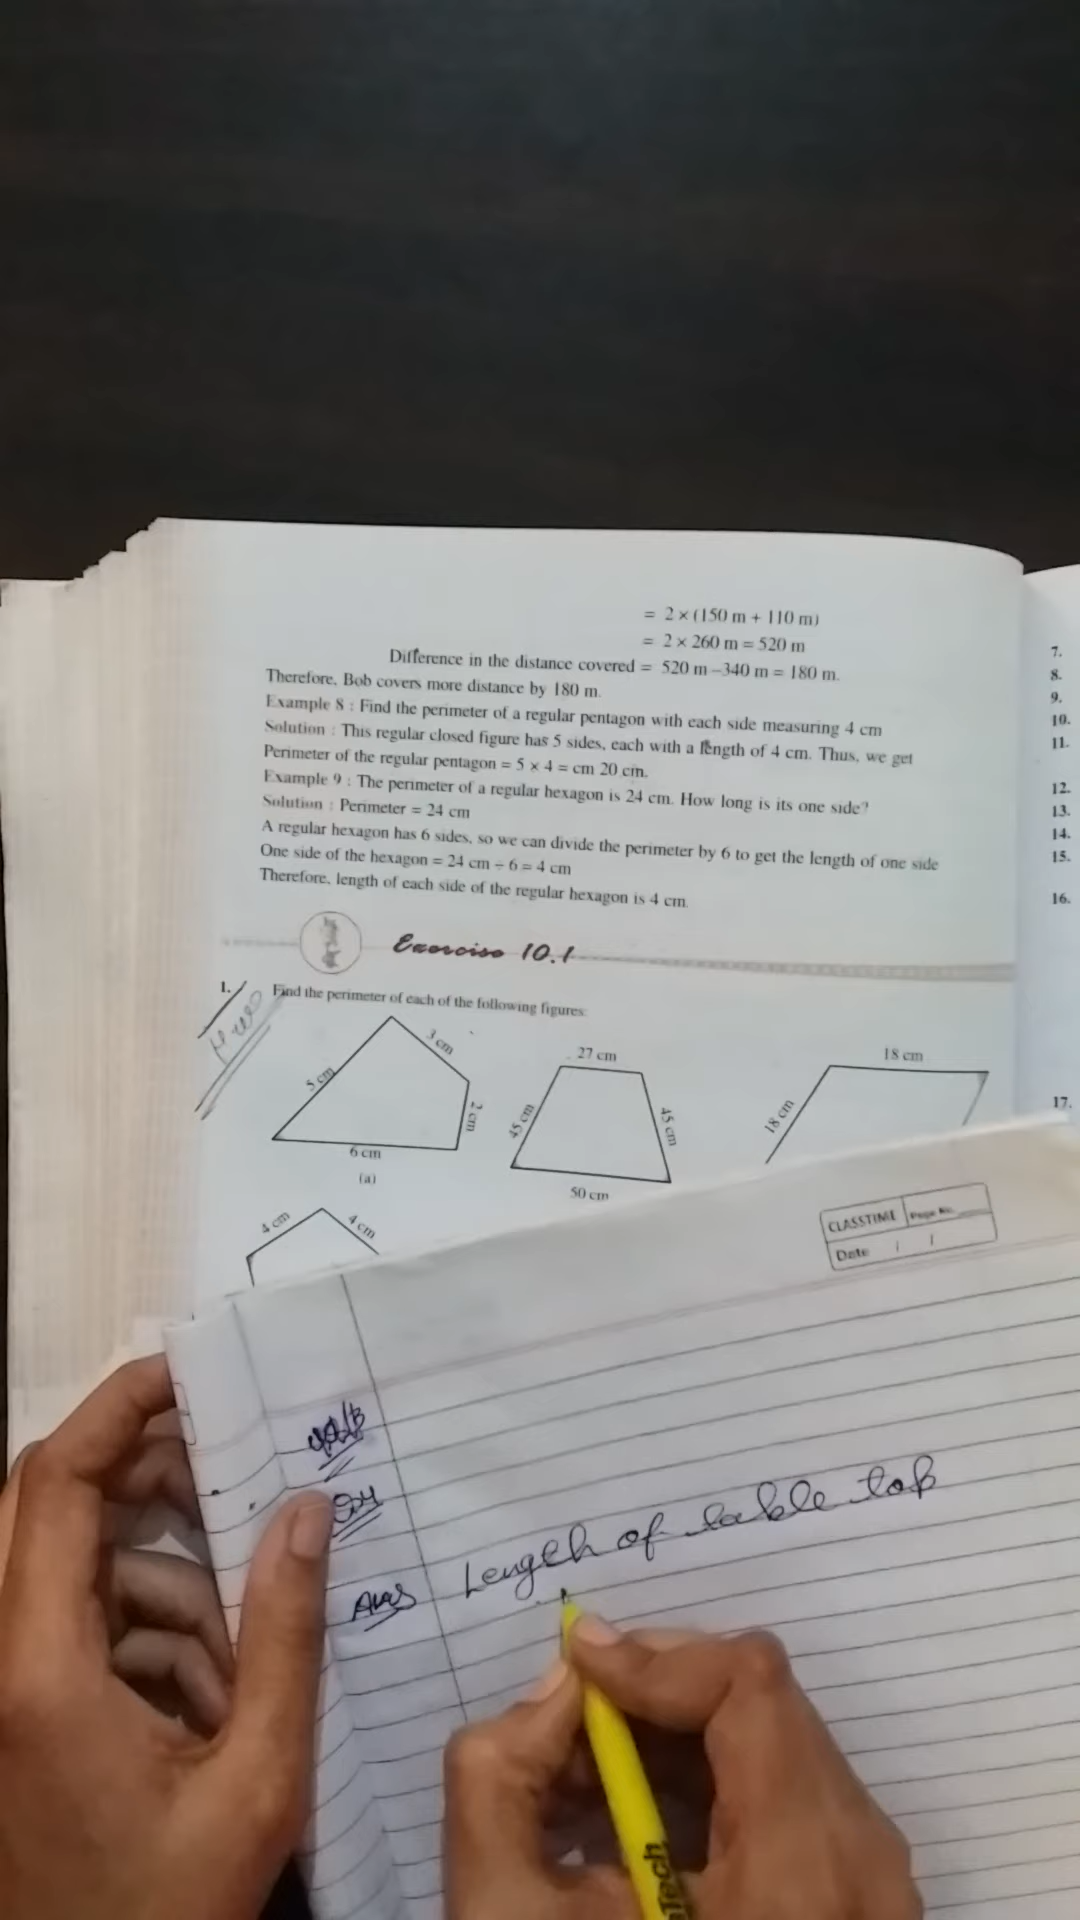 = 2 × (150 m + 110 m)
= 2 × 260 m = 520 m
Difference in the distance covered = 520 m – 340 m = 180 m.
Therefore, Bob covers more distance by 180 m.
Example 8 : Find the perimeter of a regular pentagon with each side measuring 4 cm
Solution : This regular closed figure has 5 sides, each with a length of 4 cm. Thus, we get
Perimeter of the regular pentagon = 5 × 4 = cm 20 cm.
Example 9 : The perimeter of a regular hexagon is 24 cm. How long is its one side?
Solution : Perimeter = 24 cm
A regular hexagon has 6 sides, so we can divide the perimeter by 6 to get the length of one side
One side of the hexagon = 24 cm ÷ 6 = 4 cm
Therefore, length of each side of the regular hexagon is 4 cm.
Exercise 10.1
1. Find the perimeter of each of the following figures.
5 cm
3 cm
2 cm
6 cm
(a)
27 cm
45 cm
45 cm
50 cm
18 cm
18 cm
4 cm
4 cm
7.
8.
9.
10.
11.
12.
13.
14.
15.
16.
17.
CLASSTIME Page No.
Date / /
Ans Length of table top
Tech